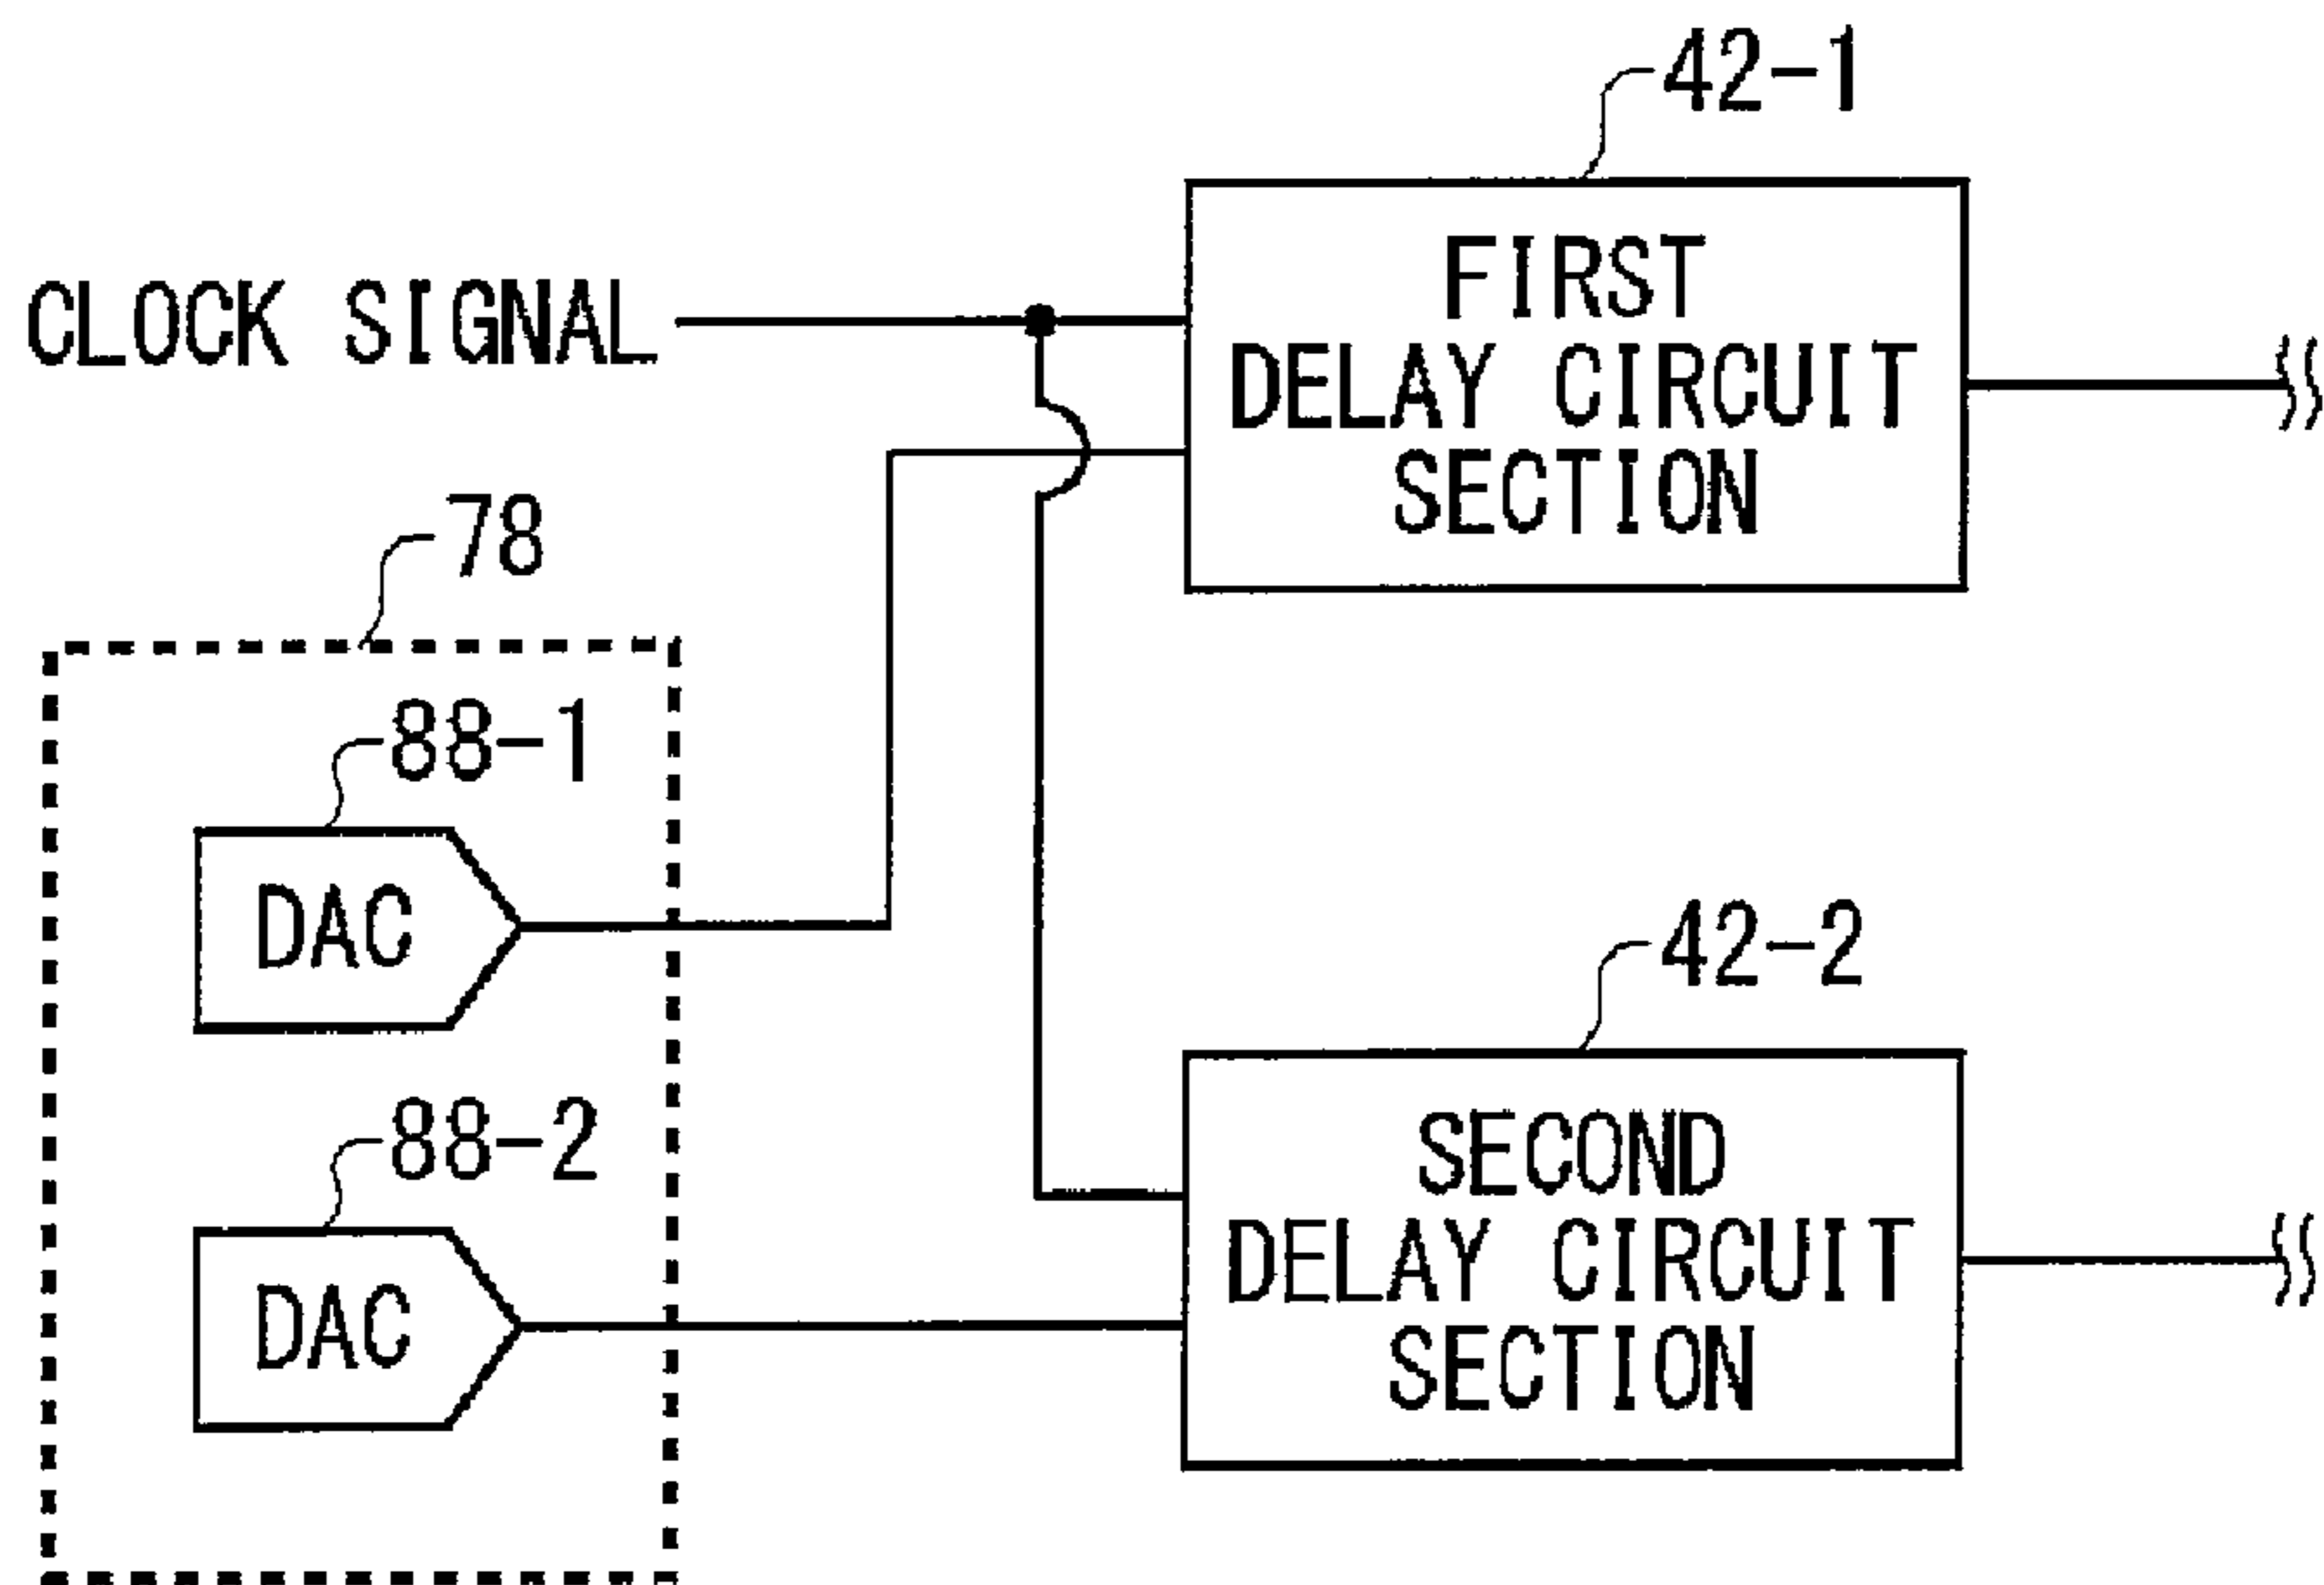 42-1
CLOCK SIGNAL
FIRST
DELAY CIRCUIT
SECTION
78
88-1
DAC
42-2
88-2
SECOND
DELAY CIRCUIT
SECTION
DAC